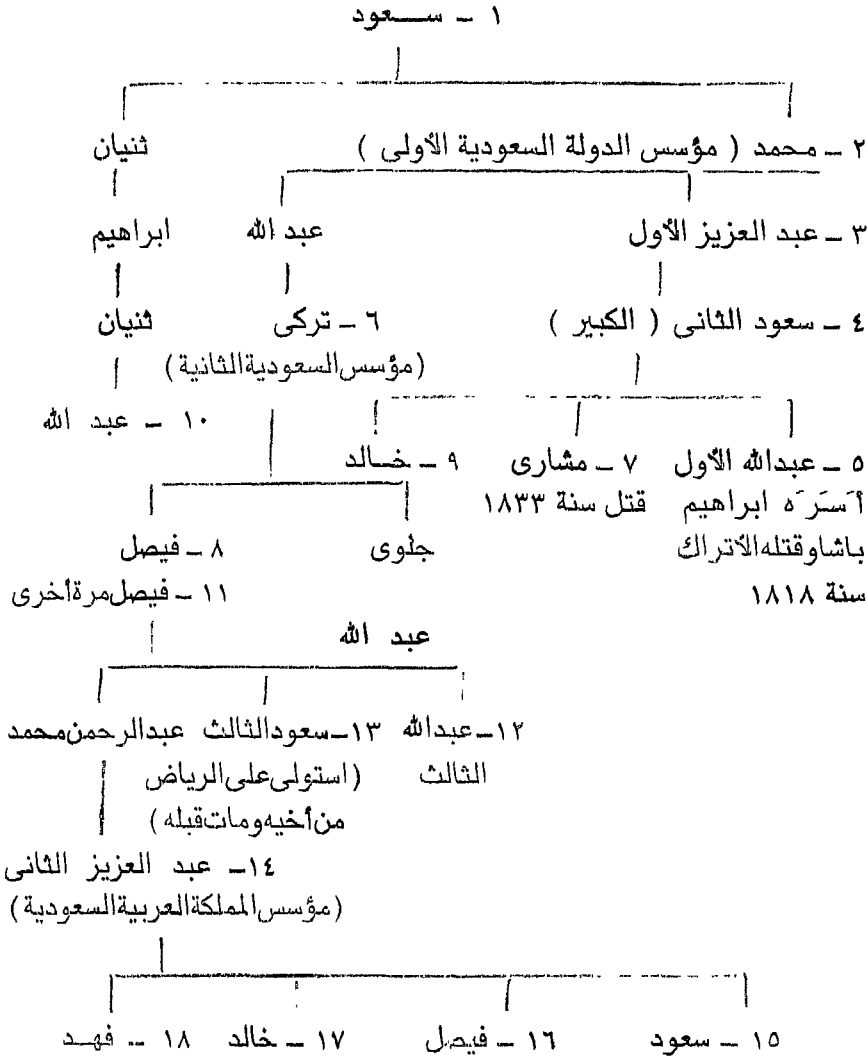 ١ – سعود
٢ – محمد ( مؤسس الدولة السعودية الأولى ) ثنيان
٣ – عبد العزيز الأول عبد الله ابراهيم
٤ – سعود الثانى ( الكبير ) ٦ – تركى ثنيان
(مؤسس السعودية الثانية)
١٠ – عبد الله
٥ – عبدالله الأول ٧ – مشارى ٩ – خالد
أَسَرَه ابراهيم قتل سنة ١٨٣٣
باشا وقتله الأتراك جلوى ٨ – فيصل
سنة ١٨١٨ ١١ – فيصل مرة أخرى
عبد الله
١٢– عبدالله ١٣– سعود الثالث عبدالرحمن محمد
الثالث (استولى على الرياض
من أخيه ومات قبله)
١٤– عبد العزيز الثانى
(مؤسس المملكة العربية السعودية)
١٥ – سعود ١٦ – فيصل ١٧ – خالد ١٨ – فهد